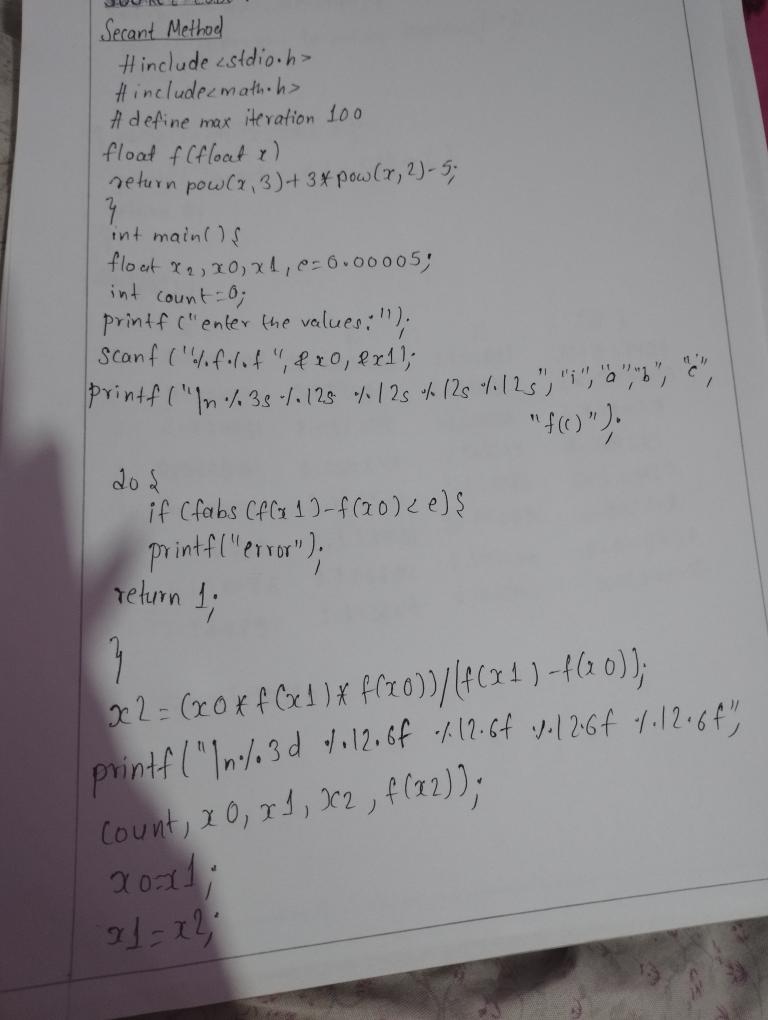 Secant Method
#include <stdio.h>
#include<math.h>
# define max iteration 100
float f(float x)
return pow(x,3)+3*pow(x,2)-5;
}
int main(){
float x2,x0,x1,e=0.00005;
int count=0;
printf ("enter the values:");
scanf ("%f%f", &x0, &x1);
printf("\n %3s %12s %12s %12s %12s", "i", "a", "b", "c",
"f(c)");
do {
if (fabs (f(x1)-f(x0)<e){
printf("error");
return 1;
}
x2=(x0*f(x1)*f(x0))/(f(x1)-f(x0));
printf("\n%3d %12.6f %12.6f %12.6f %12.6f",
count, x0, x1, x2, f(x2));
x0=x1;
x1=x2;